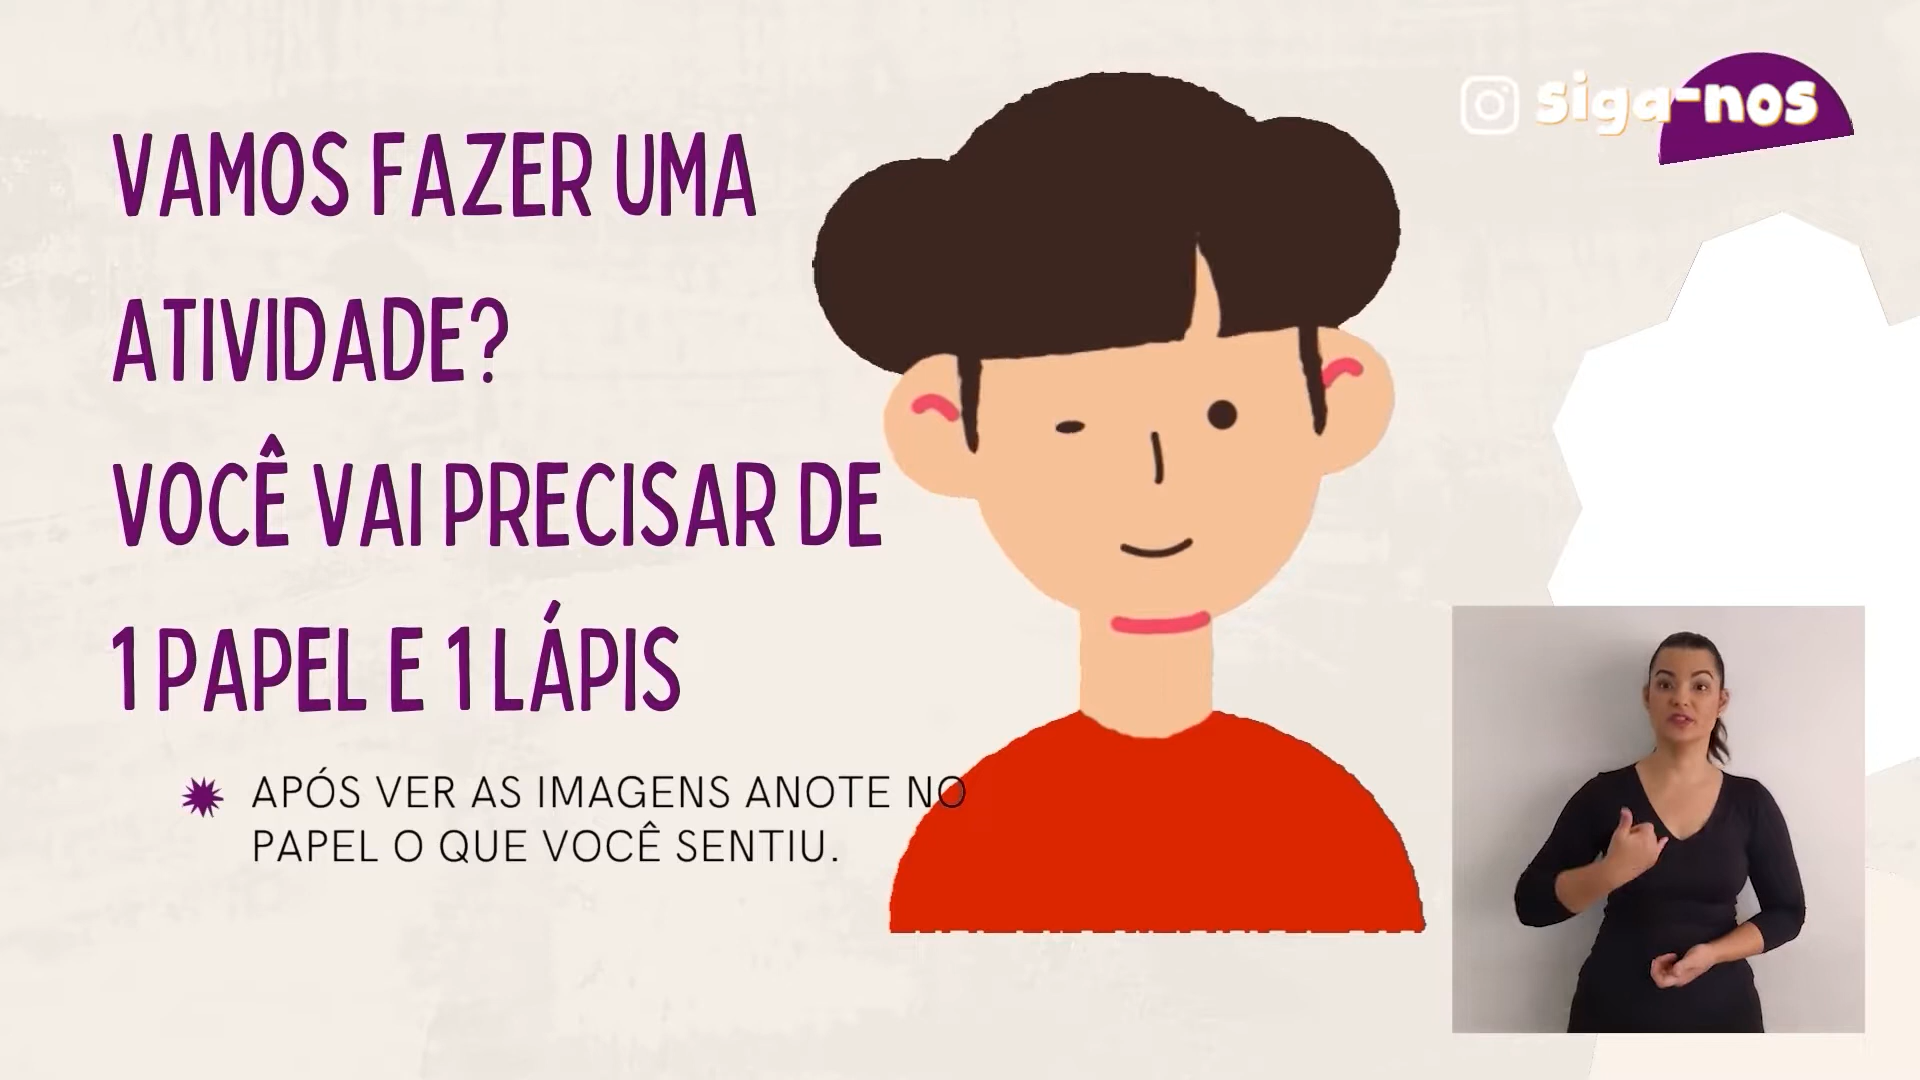 siga-nos
VAMOS FAZER UMA
ATIVIDADE?
VOCÊ VAI PRECISAR DE
1 PAPEL E 1 LÁPIS
APÓS VER AS IMAGENS ANOTE NO
PAPEL O QUE VOCÊ SENTIU.